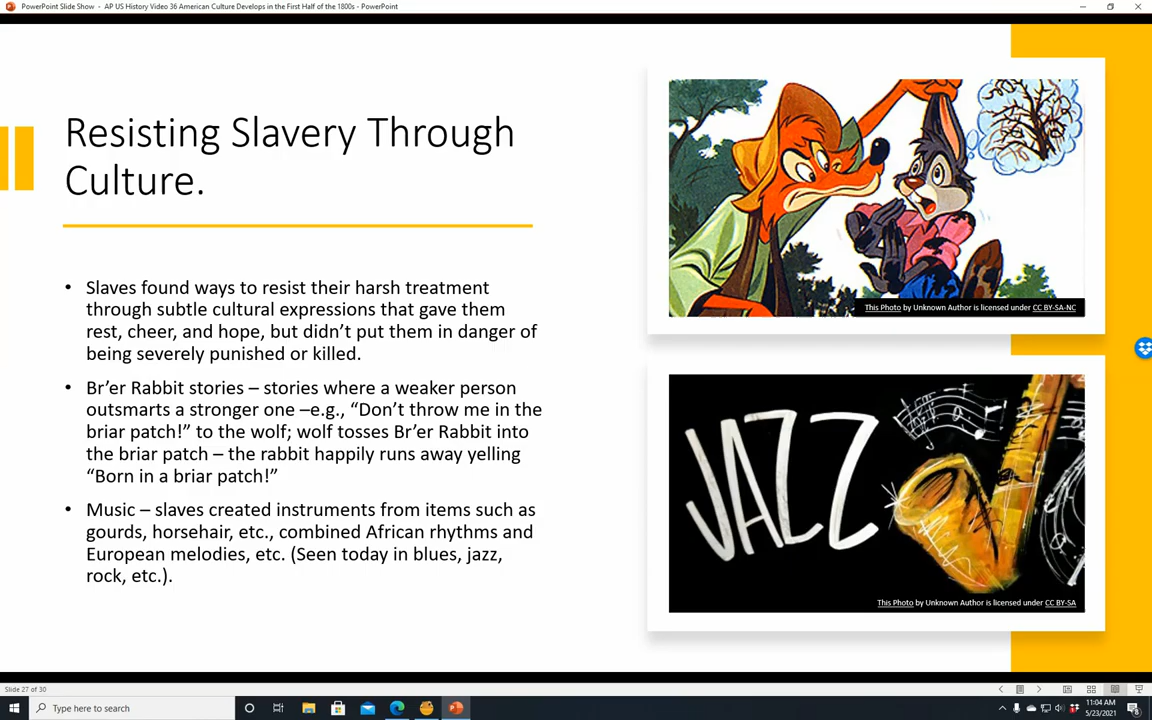 PowerPoint Slide Show - AP US History Video 36 American Culture Develops in the First Half of the 1800s - PowerPoint
Resisting Slavery Through
Culture.
• Slaves found ways to resist their harsh treatment
through subtle cultural expressions that gave them
rest, cheer, and hope, but didn’t put them in danger of
being severely punished or killed.
• Br’er Rabbit stories – stories where a weaker person
outsmarts a stronger one –e.g., “Don’t throw me in the
briar patch!” to the wolf; wolf tosses Br’er Rabbit into
the briar patch – the rabbit happily runs away yelling
“Born in a briar patch!”
• Music – slaves created instruments from items such as
gourds, horsehair, etc., combined African rhythms and
European melodies, etc. (Seen today in blues, jazz,
rock, etc.).
This Photo by Unknown Author is licensed under CC BY-SA-NC
JAZZ
This Photo by Unknown Author is licensed under CC BY-SA
Slide 27 of 30
Type here to search
11:04 AM
5/23/2021